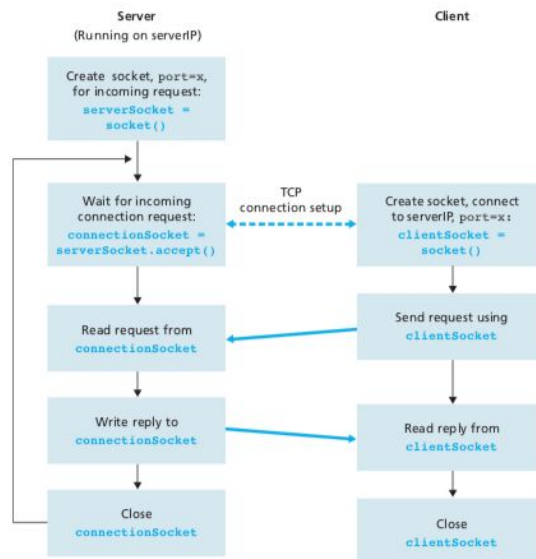 Server
(Running on serverIP)
Client
Create socket, port=x,
for incoming request:
serverSocket =
socket()
Wait for incoming
connection request:
connectionSocket =
serverSocket.accept()
TCP
connection setup
Create socket, connect
to serverIP, port=x:
clientSocket =
socket()
Read request from
connectionSocket
Send request using
clientSocket
Write reply to
connectionSocket
Read reply from
clientSocket
Close
connectionSocket
Close
clientSocket